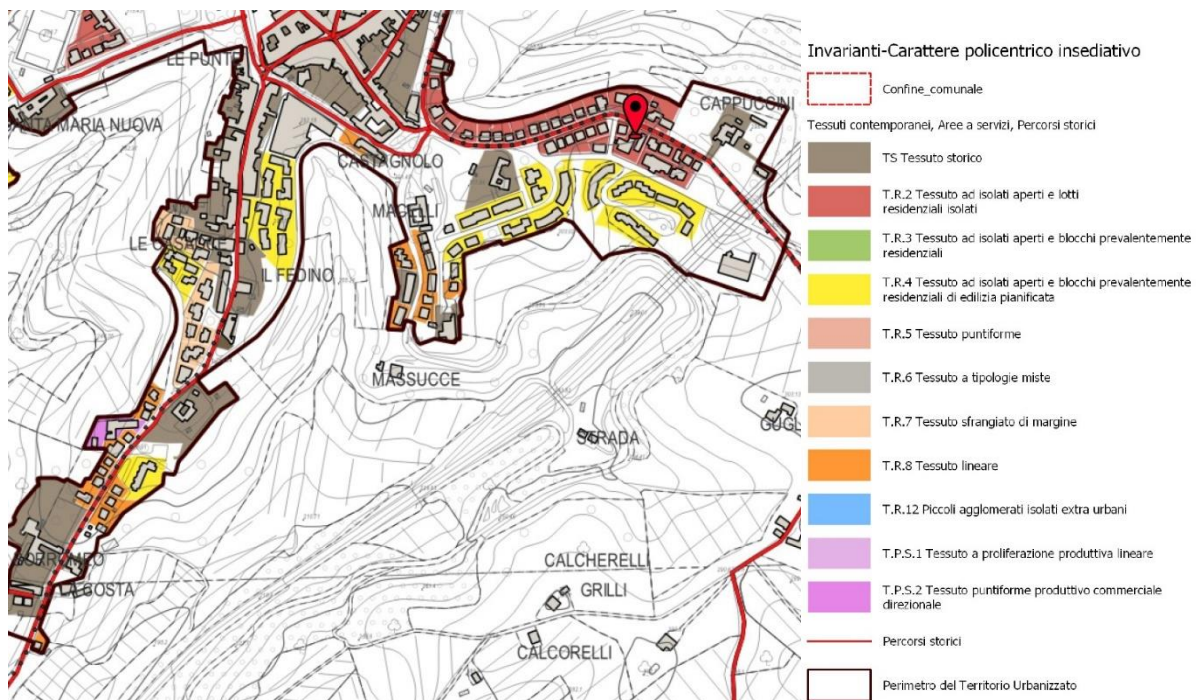 LE PUNTE
CAPPUCCINI
CASTAGNOLO
MAGELLI
IL FEDINO
MASSUCCE
STRADA
CALCHERELLI
GRILLI
LA COSTA
CALCORELLI
Invarianti-Carattere policentrico insediativo
Confine_comunale
Tessuti contemporanei, Aree a servizi, Percorsi storici
TS Tessuto storico
T.R.2 Tessuto ad isolati aperti e lotti
residenziali isolati
T.R.3 Tessuto ad isolati aperti e blocchi prevalentemente
residenziali
T.R.4 Tessuto ad isolati aperti e blocchi prevalentemente
residenziali di edilizia pianificata
T.R.5 Tessuto puntiforme
T.R.6 Tessuto a tipologie miste
T.R.7 Tessuto sfrangiato di margine
T.R.8 Tessuto lineare
T.R.12 Piccoli agglomerati isolati extra urbani
T.P.S.1 Tessuto a proliferazione produttiva lineare
T.P.S.2 Tessuto puntiforme produttivo commerciale
direzionale
Percorsi storici
Perimetro del Territorio Urbanizzato